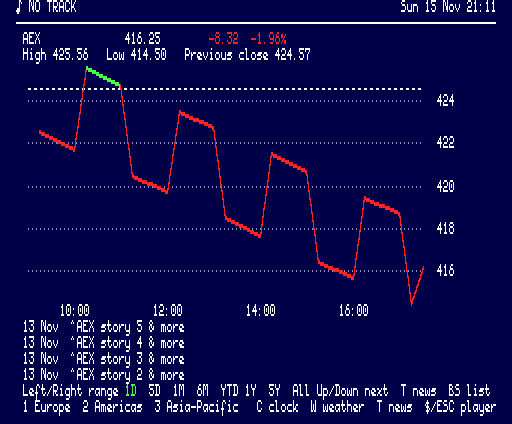 ♪ NO TRACK Sun 15 Nov 21:11
AEX 416.25 -8.32 -1.96%
High 425.56 Low 414.50 Previous close 424.57
424
422
420
418
416
10:00 12:00 14:00 16:00
13 Nov ^AEX story 5 & more
13 Nov ^AEX story 4 & more
13 Nov ^AEX story 3 & more
13 Nov ^AEX story 2 & more
Left/Right range 1D 5D 1M 6M YTD 1Y 5Y All Up/Down next T news BS list
1 Europe 2 Americas 3 Asia-Pacific C clock W weather T news $/ESC player